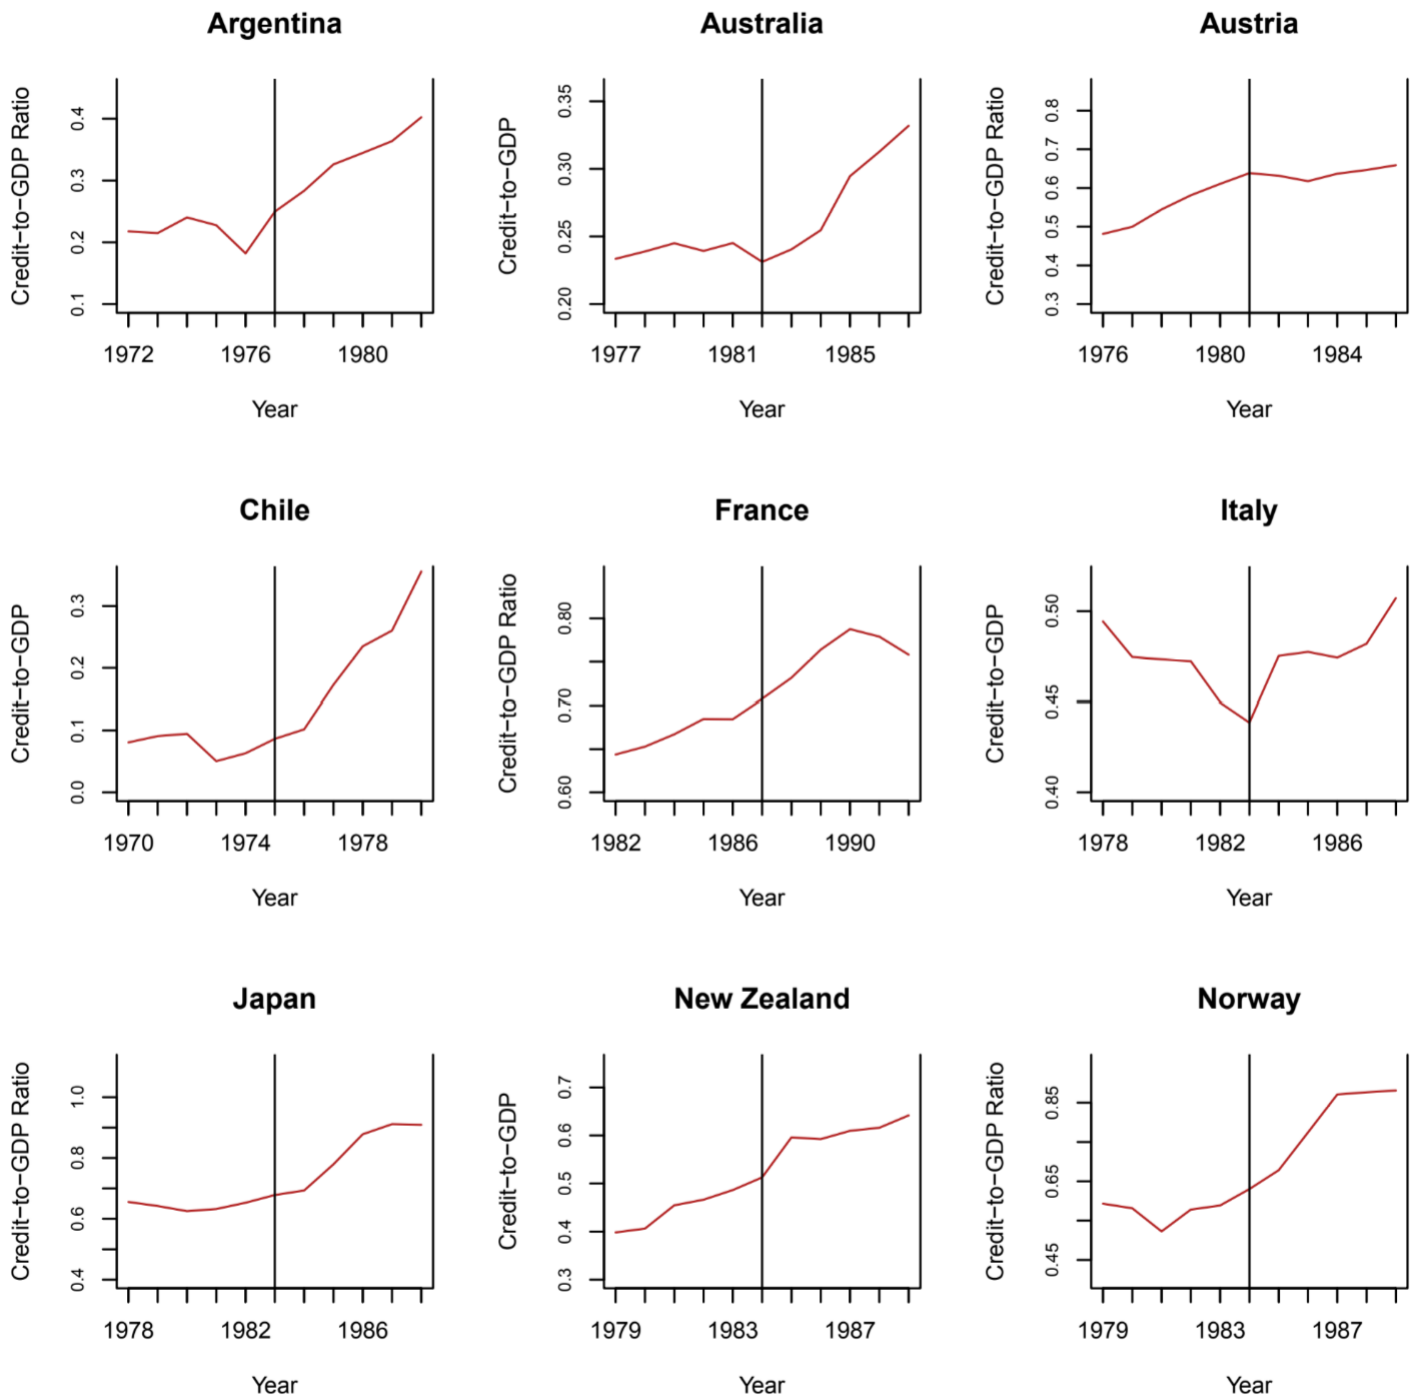 Argentina
Credit−to−GDP Ratio
0.1 0.2 0.3 0.4
1972 1976 1980
Year
Australia
Credit−to−GDP
0.20 0.25 0.30 0.35
1977 1981 1985
Year
Austria
Credit−to−GDP Ratio
0.3 0.4 0.5 0.6 0.7 0.8
1976 1980 1984
Year
Chile
Credit−to−GDP
0.0 0.1 0.2 0.3
1970 1974 1978
Year
France
Credit−to−GDP Ratio
0.60 0.70 0.80
1982 1986 1990
Year
Italy
Credit−to−GDP
0.40 0.45 0.50
1978 1982 1986
Year
Japan
Credit−to−GDP Ratio
0.4 0.6 0.8 1.0
1978 1982 1986
Year
New Zealand
Credit−to−GDP
0.3 0.4 0.5 0.6 0.7
1979 1983 1987
Year
Norway
Credit−to−GDP Ratio
0.45 0.65 0.85
1979 1983 1987
Year